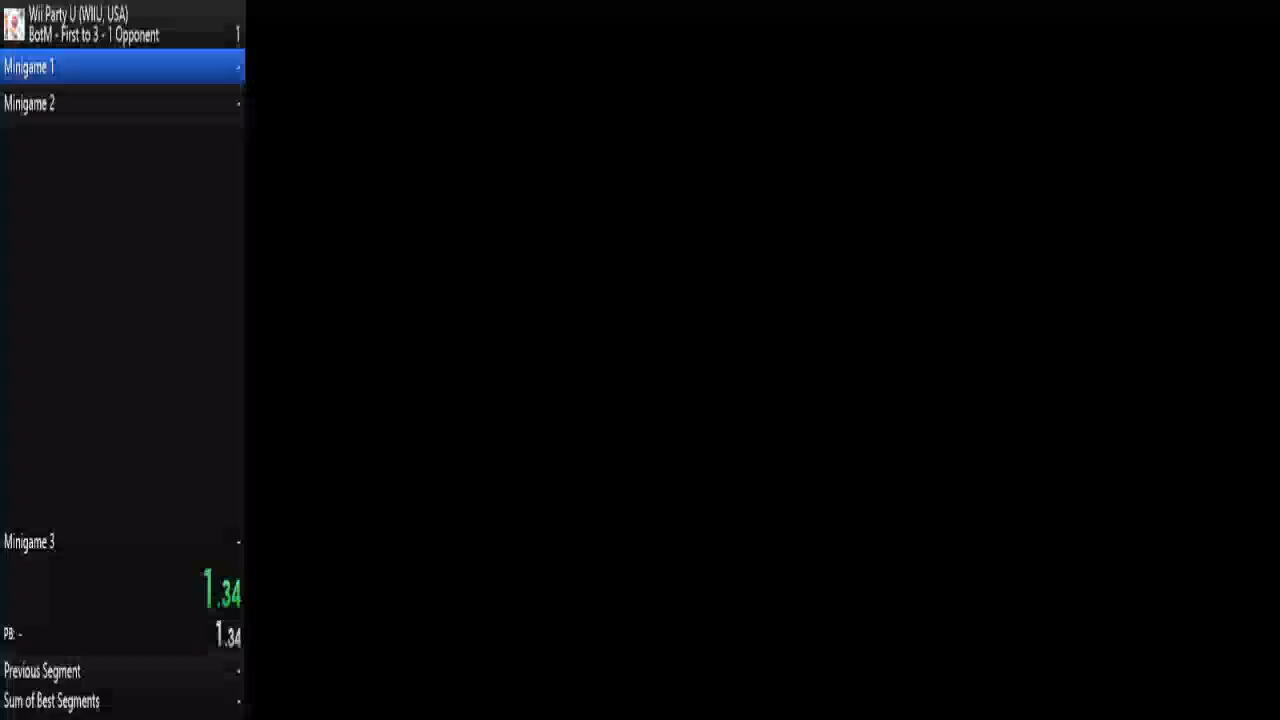 Wii Party U (WIIU, USA)
BotM - First to 3 - 1 Opponent 1
Minigame 1 -
Minigame 2 -
Minigame 3 -
1.34
PB: - 1.34
Previous Segment -
Sum of Best Segments -